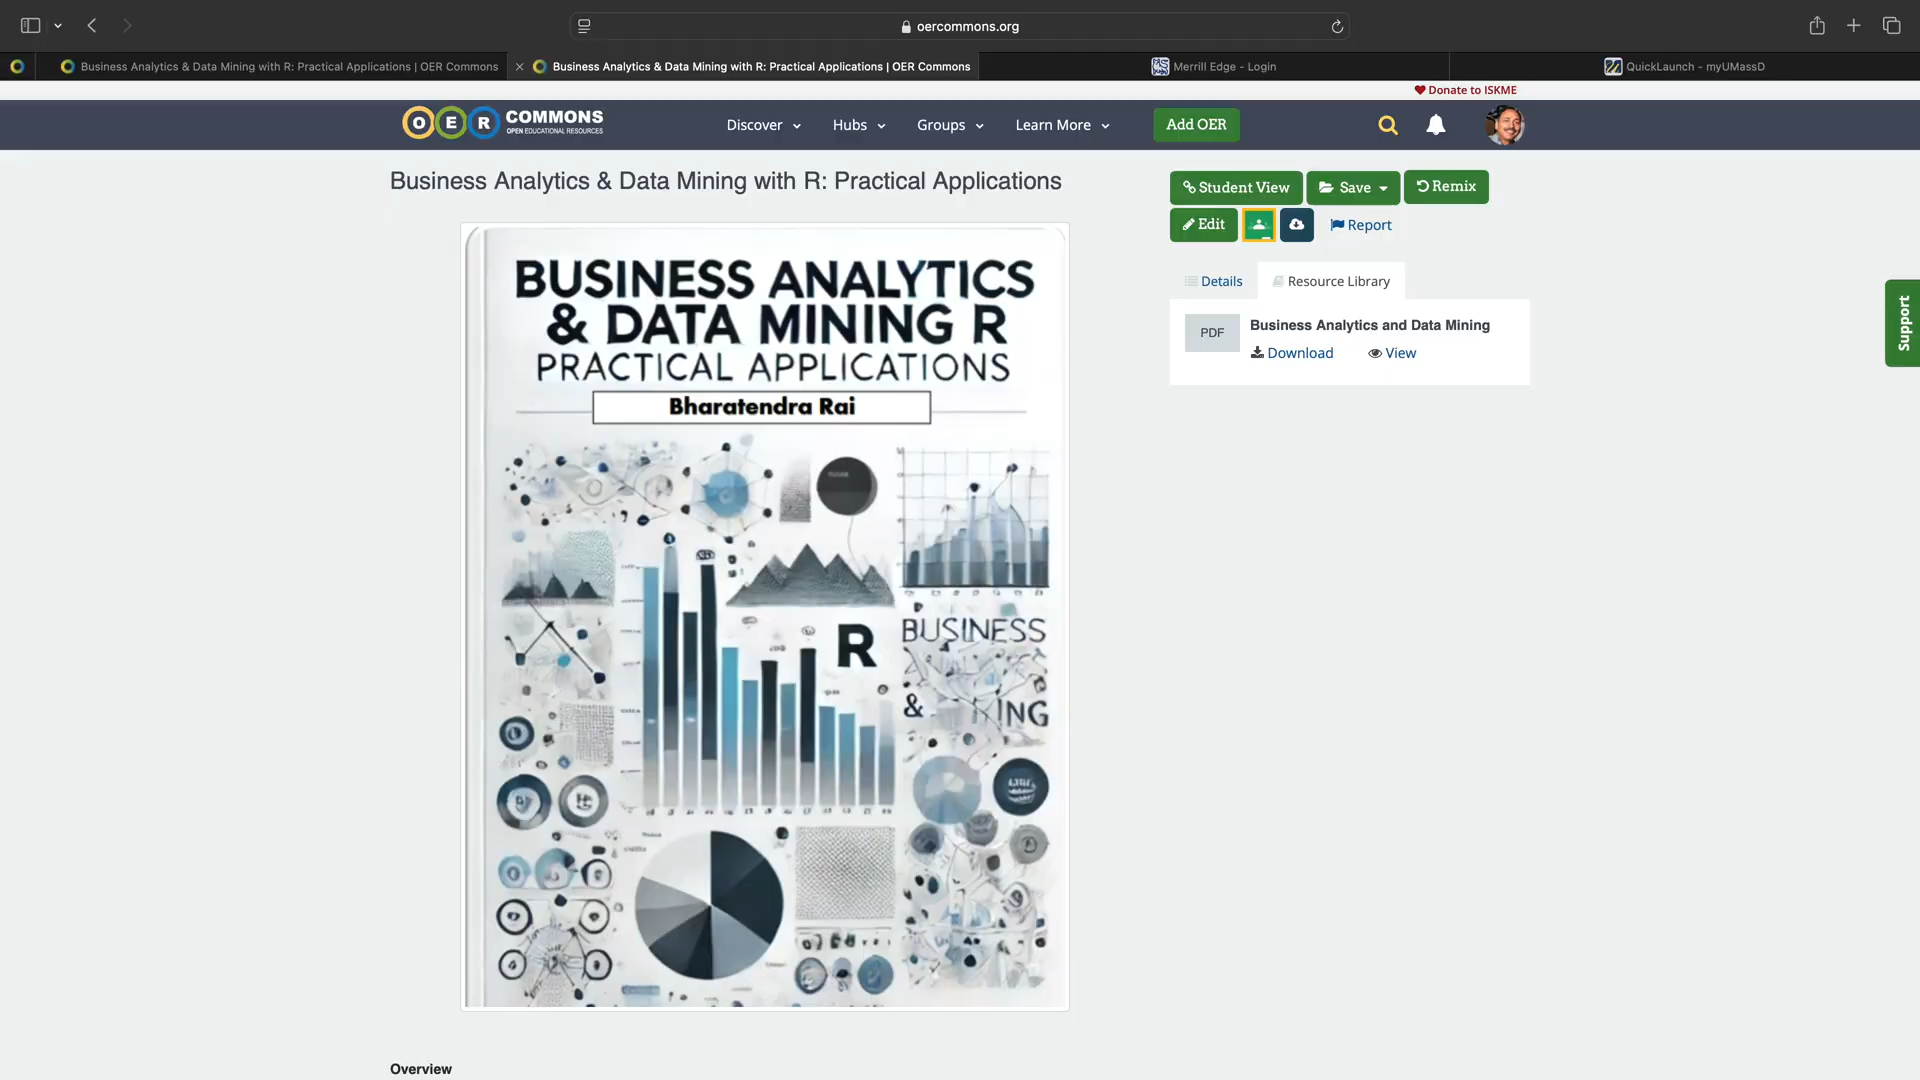 oercommons.org
Business Analytics & Data Mining with R: Practical Applications | OER Commons
Business Analytics & Data Mining with R: Practical Applications | OER Commons
Merrill Edge - Login
QuickLaunch - myUMassD
Donate to ISKME
OER COMMONS
OPEN EDUCATIONAL RESOURCES
Discover
Hubs
Groups
Learn More
Add OER
Business Analytics & Data Mining with R: Practical Applications
Student View
Save
Remix
Edit
Report
Details
Resource Library
PDF
Business Analytics and Data Mining
Download
View
Support
BUSINESS ANALYTICS
& DATA MINING R
PRACTICAL APPLICATIONS
Bharatendra Rai
R
BUSINESS
&
NG
Overview